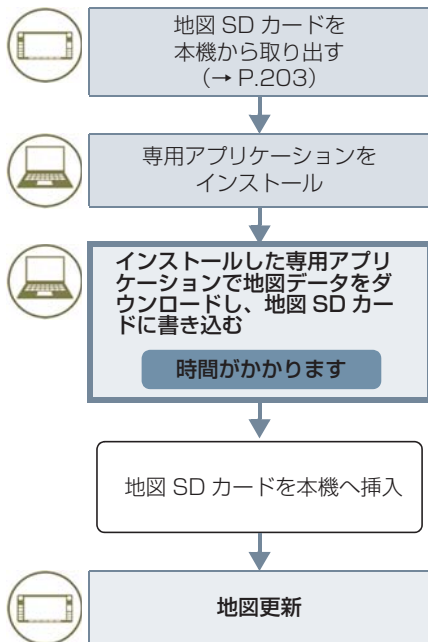 地図 SD カードを
本機から取り出す
（→ P.203）
専用アプリケーションを
インストール
インストールした専用アプリ
ケーションで地図データをダ
ウンロードし、地図 SD カー
ドに書き込む
時間がかかります
地図 SD カードを本機へ挿入
地図更新